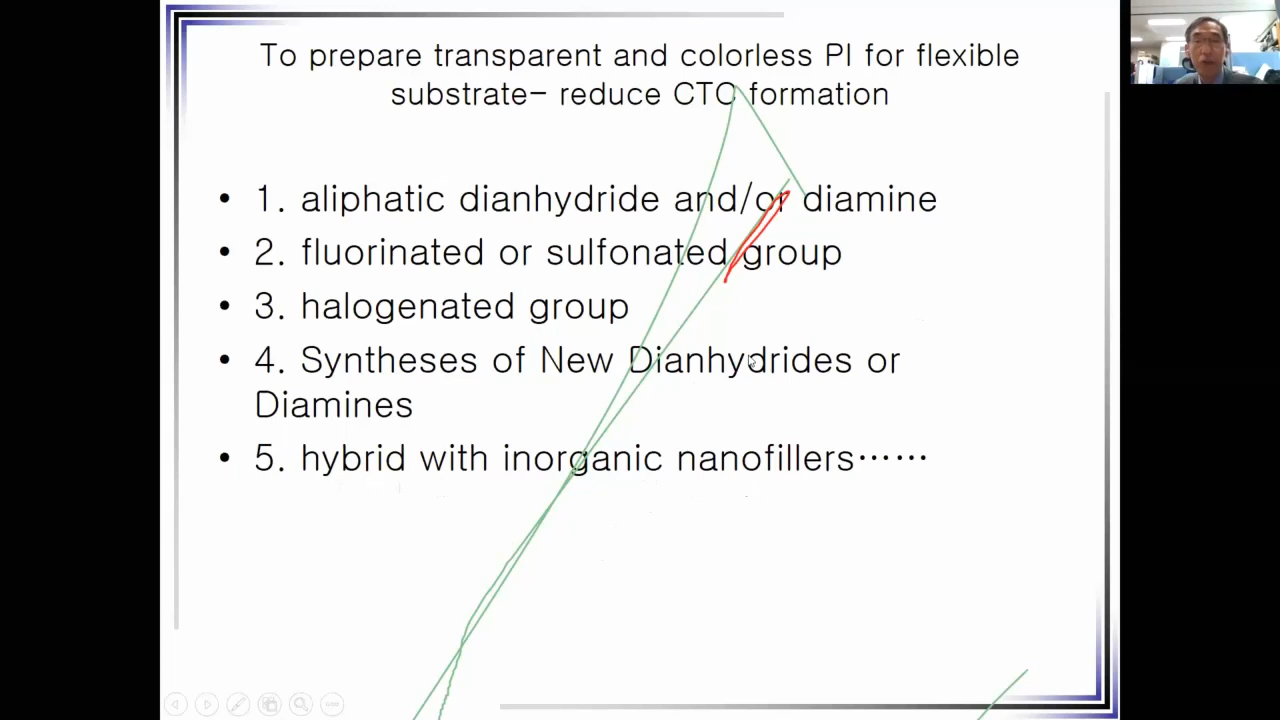 To prepare transparent and colorless PI for flexible
substrate– reduce CTC formation
• 1. aliphatic dianhydride and/or diamine
• 2. fluorinated or sulfonated group
• 3. halogenated group
• 4. Syntheses of New Dianhydrides or
Diamines
• 5. hybrid with inorganic nanofillers⋯⋯